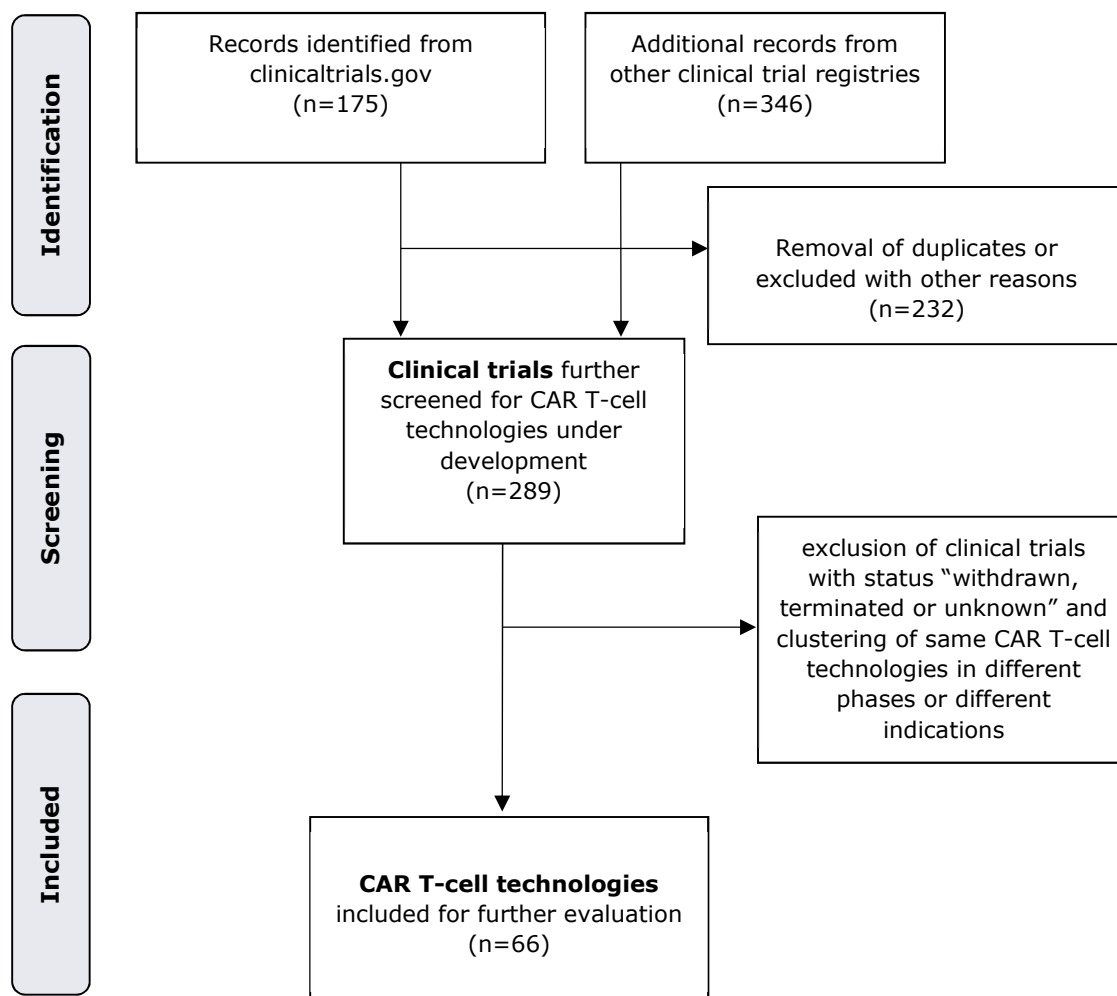 Identification
Records identified from
clinicaltrials.gov
(n=175)
Additional records from
other clinical trial registries
(n=346)
Removal of duplicates or
excluded with other reasons
(n=232)
Screening
Clinical trials further
screened for CAR T-cell
technologies under
development
(n=289)
exclusion of clinical trials
with status “withdrawn,
terminated or unknown” and
clustering of same CAR T-cell
technologies in different
phases or different
indications
Included
CAR T-cell technologies
included for further evaluation
(n=66)